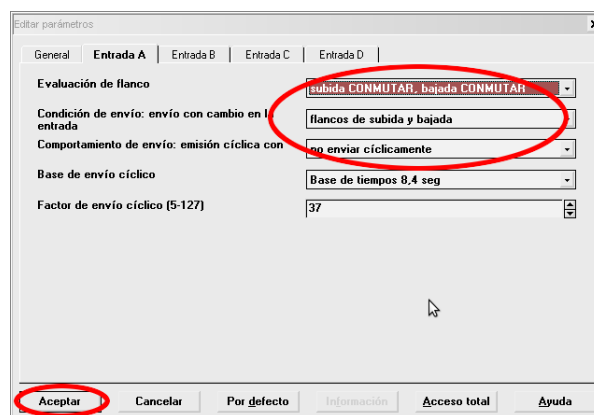 Editar parámetros
General Entrada A Entrada B Entrada C Entrada D
Evaluación de flanco
subida CONMUTAR, bajada CONMUTAR
Condición de envío: envío con cambio en la
entrada
flancos de subida y bajada
Comportamiento de envío: emisión cíclica con
no enviar cíclicamente
Base de envío cíclico
Base de tiempos 8,4 seg
Factor de envío cíclico (5-127)
37
Aceptar Cancelar Por defecto Información Acceso total Ayuda